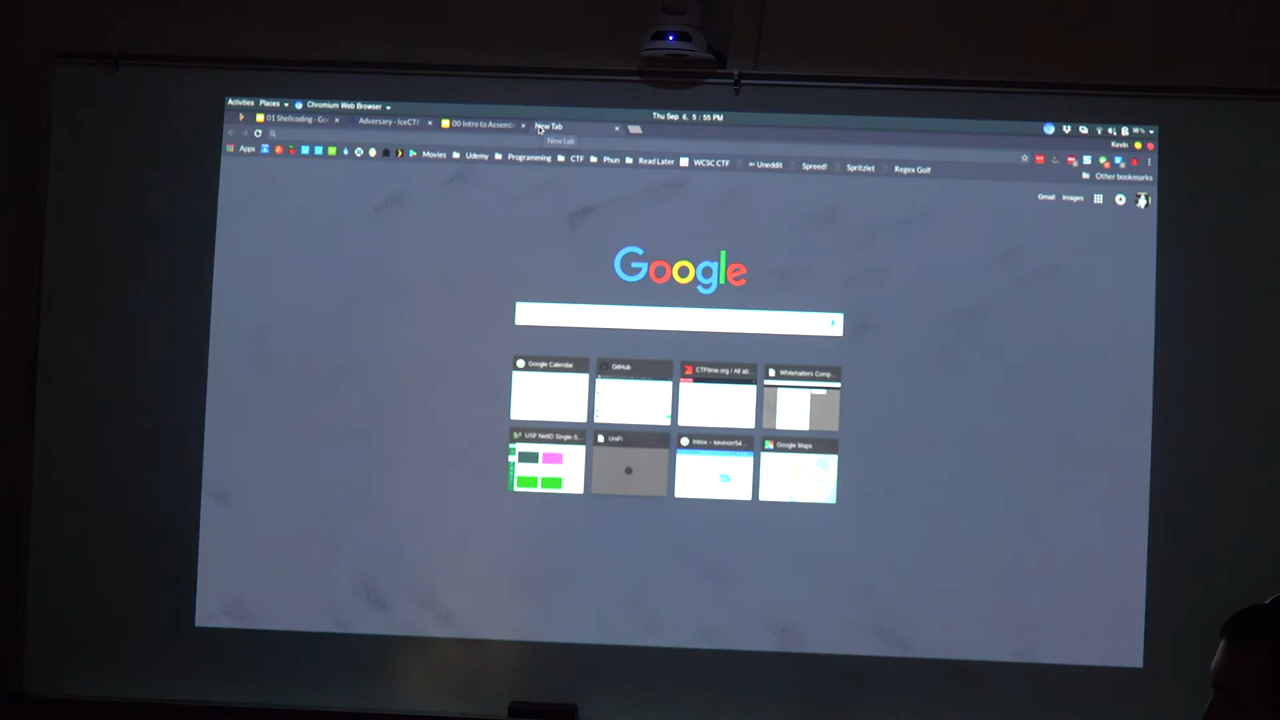 Activities Places Chromium Web Browser
Thu Sep 6, 5:55 PM
01 Shellcoding - Go
Adversary - IceCTF
00 Intro to Assemb
New Tab
Kevin
New tab
Apps Movies Udemy Programming CTF Phun Read Later WCSC CTF Uneddit Spreed! Spritzlet Regex Golf Other bookmarks
Gmail Images
Google
Google Calendar
GitHub
CTFtime.org / All ab...
Whitehatters Comp...
USF NetID Single-S...
UniFi
Google Maps